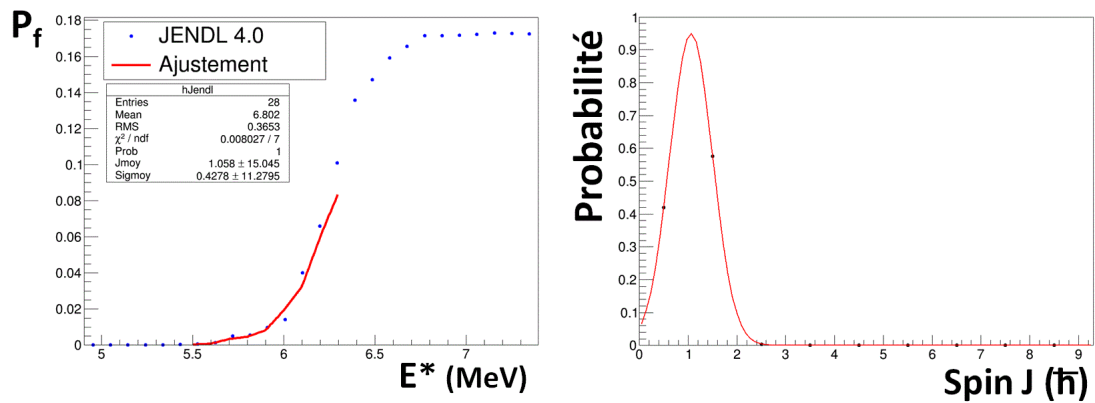 P_f
0.18
0.16
0.14
0.12
0.1
0.08
0.06
0.04
0.02
0
JENDL 4.0
Ajustement
hJendl
Entries 28
Mean 6.802
RMS 0.3653
χ² / ndf 0.008027 / 7
Prob 1
Jmoy 1.058 ± 15.045
Sigmoy 0.4278 ± 11.2795
5 5.5 6 6.5 7
E* (MeV)
Probabilité
1
0.9
0.8
0.7
0.6
0.5
0.4
0.3
0.2
0.1
0
0 1 2 3 4 5 6 7 8 9
Spin J (ħ)